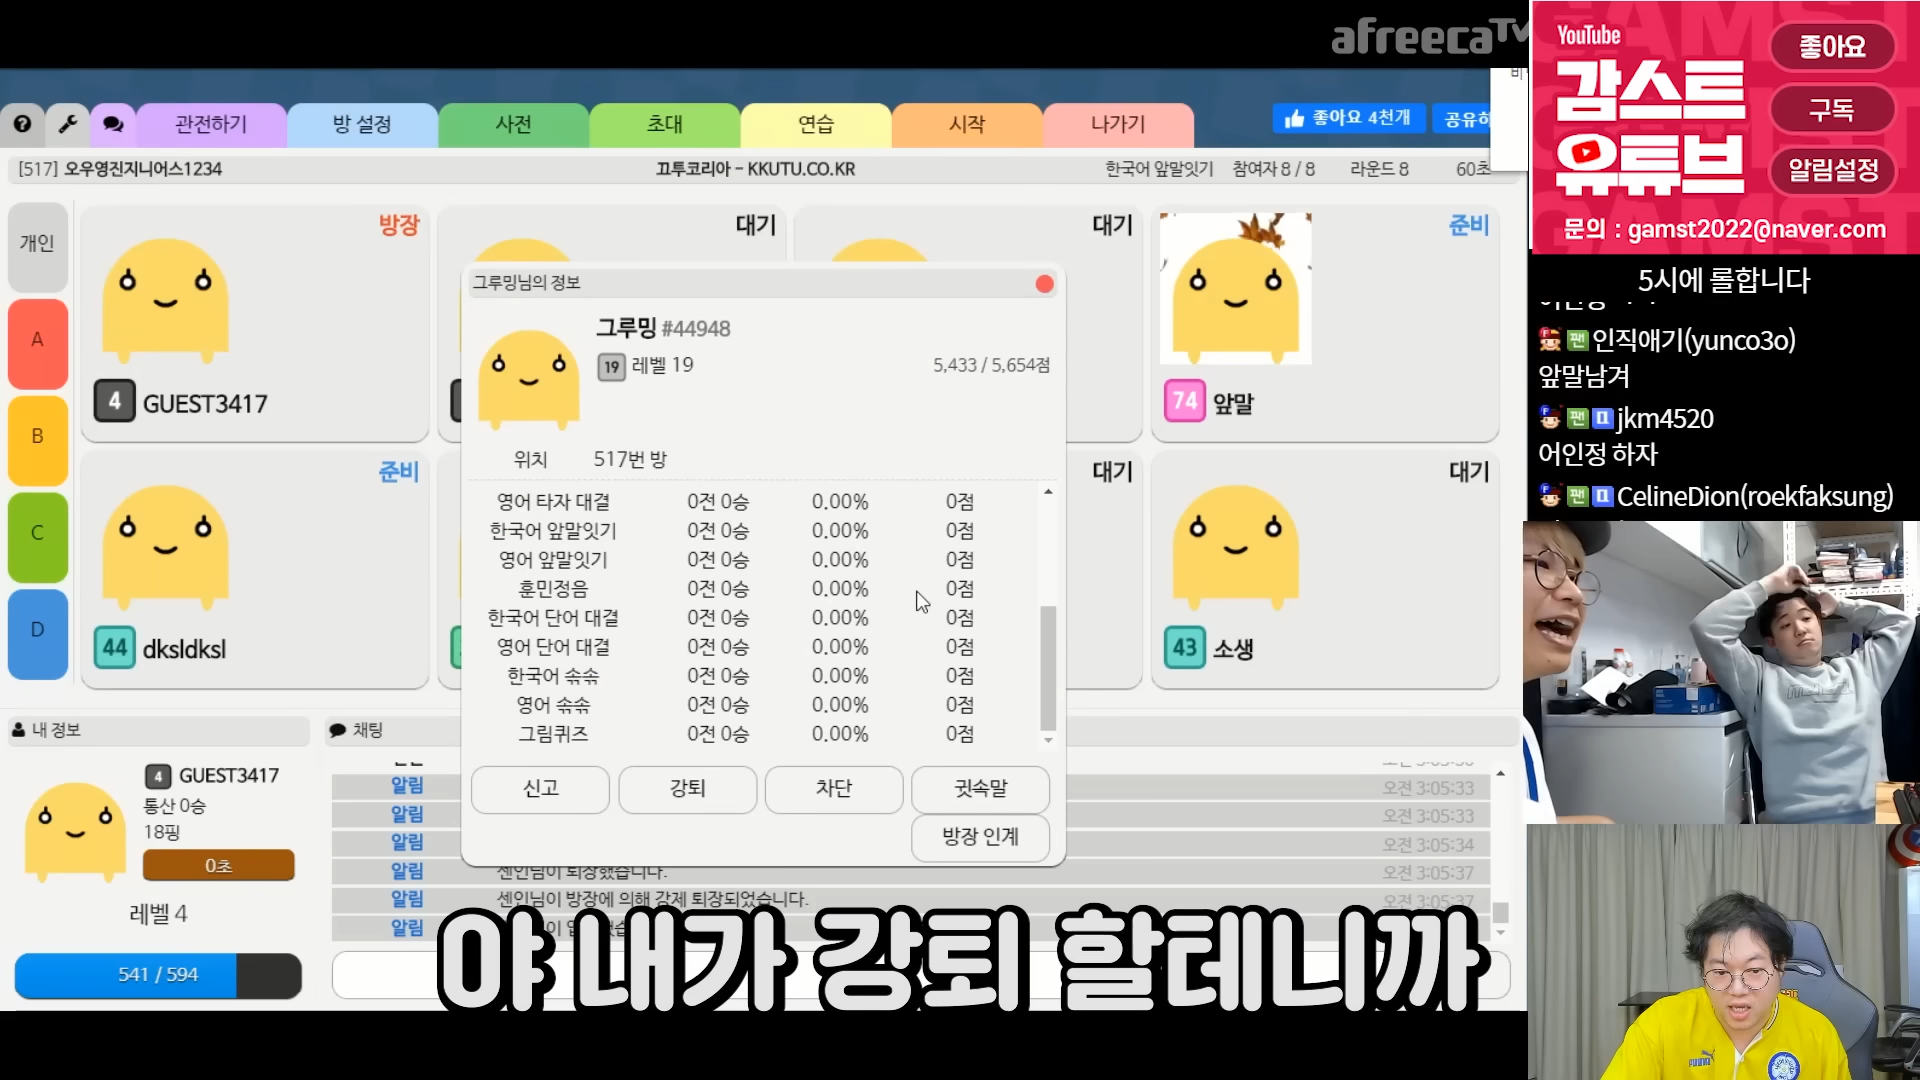 afreecaTV
YouTube
감스트
유튜브
좋아요
구독
알림설정
문의 : gamst2022@naver.com
관전하기
방 설정
사전
초대
연습
시작
나가기
좋아요 4천개
공유하
[517] 오우영진지니어스1234
끄투코리아 - KKUTU.CO.KR
한국어 앞말잇기 참여자 8 / 8 라운드 8 60초
개인
A
B
C
D
방장
4 GUEST3417
대기
대기
준비
74 앞말
준비
44 dksldksl
대기
대기
43 소생
그루밍님의 정보
그루밍 #44948
19 레벨 19
5,433 / 5,654점
위치 517번 방
영어 타자 대결 0전 0승 0.00% 0점
한국어 앞말잇기 0전 0승 0.00% 0점
영어 앞말잇기 0전 0승 0.00% 0점
훈민정음 0전 0승 0.00% 0점
한국어 단어 대결 0전 0승 0.00% 0점
영어 단어 대결 0전 0승 0.00% 0점
한국어 솎솎 0전 0승 0.00% 0점
영어 솎솎 0전 0승 0.00% 0점
그림퀴즈 0전 0승 0.00% 0점
신고
강퇴
차단
귓속말
방장 인계
내 정보
4 GUEST3417
통산 0승
18핑
0초
레벨 4
541 / 594
채팅
알림 오전 3:05:33
알림 오전 3:05:33
알림 오전 3:05:34
알림 센인님이 퇴장했습니다. 오전 3:05:37
알림 센인님이 방장에 의해 강제 퇴장되었습니다. 오전 3:05:37
알림
야 내가 강퇴 할테니까
5시에 롤합니다
팬 인직애기(yunco3o)
앞말남겨
팬 jkm4520
어인정 하자
팬 CelineDion(roekfaksung)